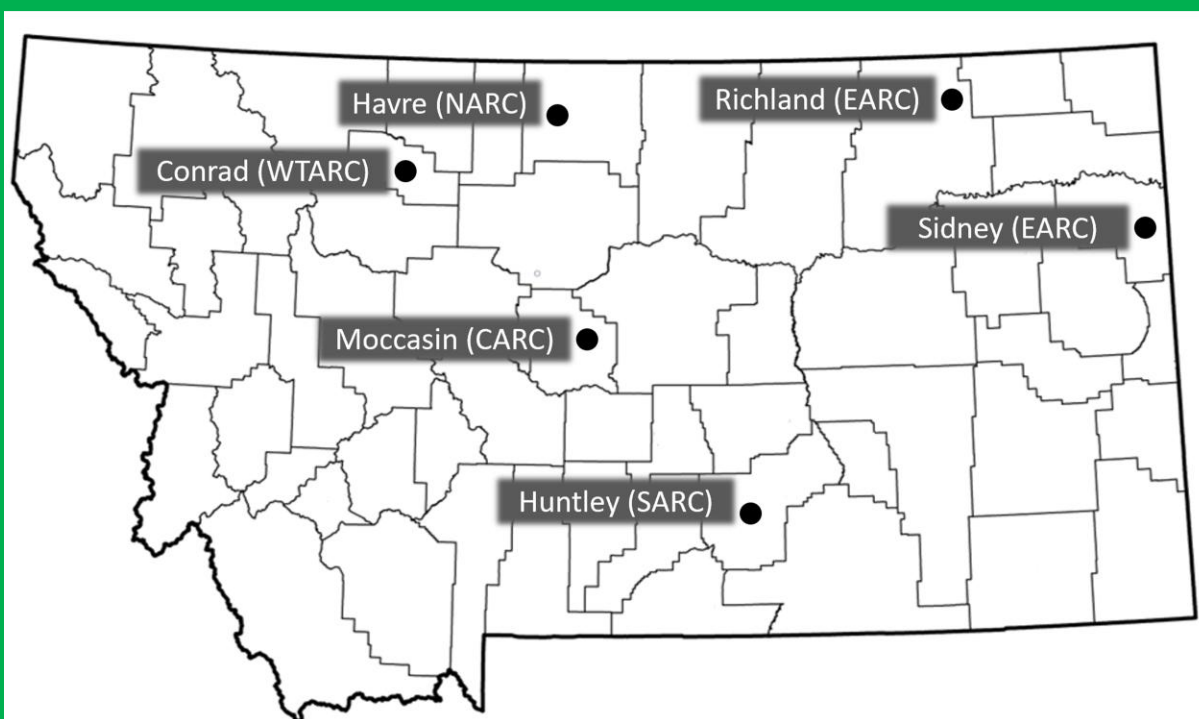 Havre (NARC)
Richland (EARC)
Conrad (WTARC)
Sidney (EARC)
Moccasin (CARC)
Huntley (SARC)